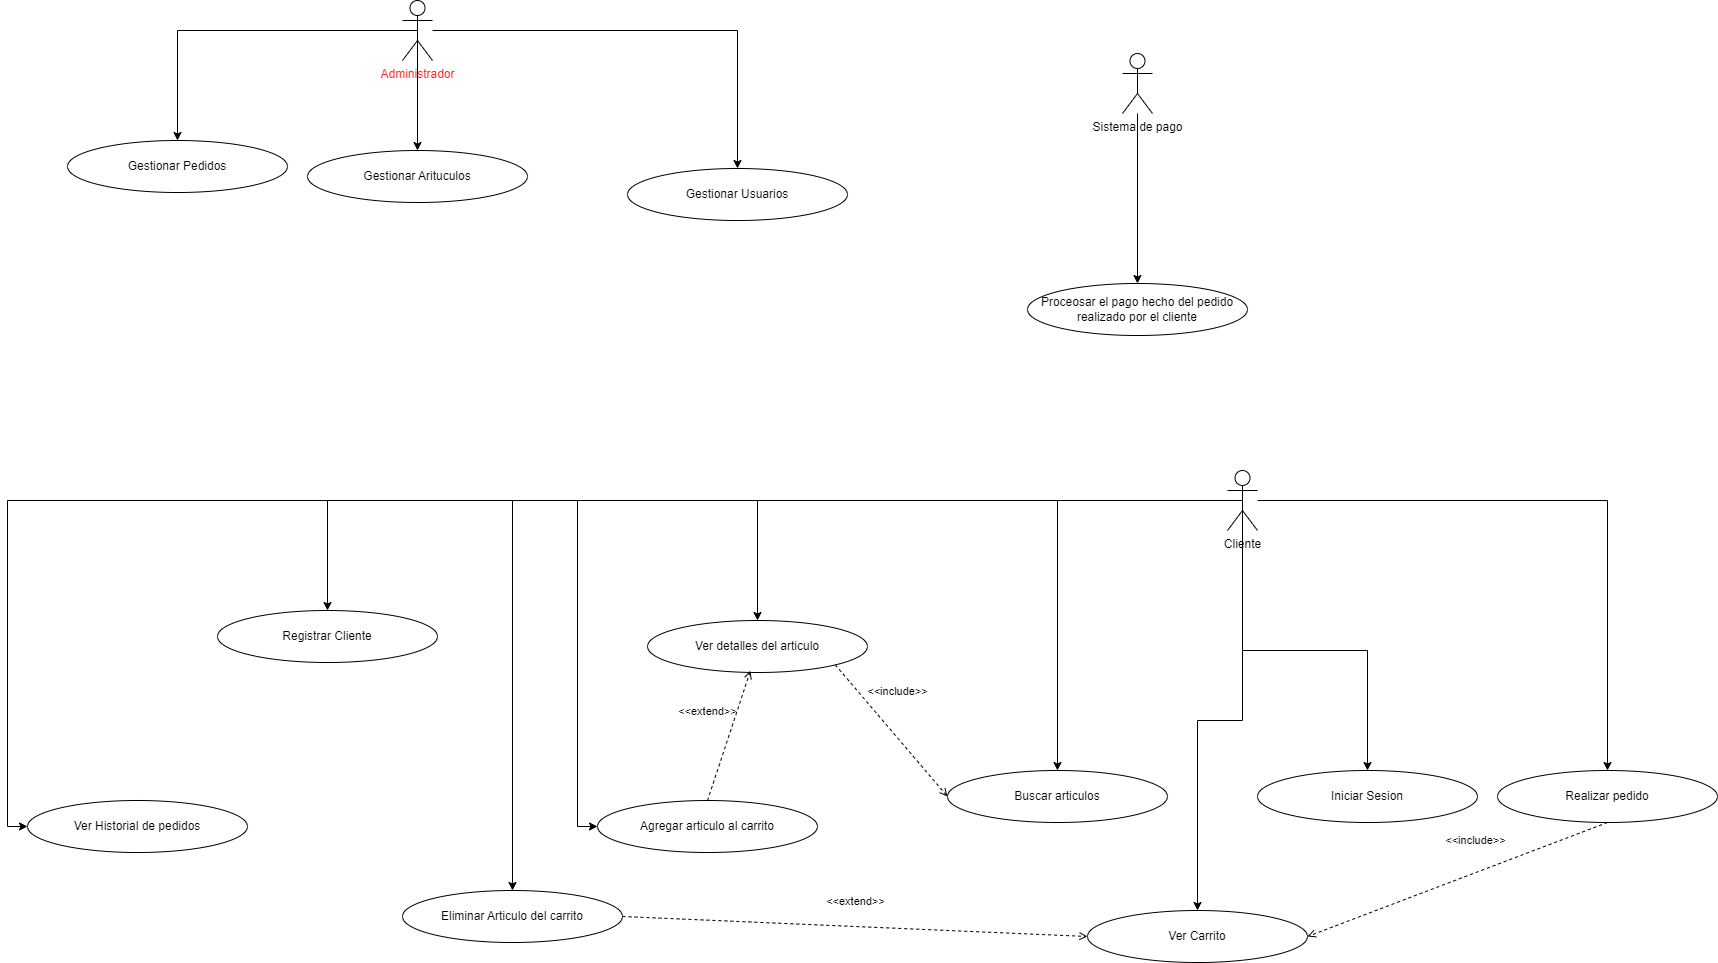 Administrador
Sistema de pago
Gestionar Pedidos
Gestionar Arituculos
Gestionar Usuarios
Proceosar el pago hecho del pedido
realizado por el cliente
Cliente
Registrar Cliente
Ver detalles del articulo
<<include>>
<<extend>>
Buscar articulos
Iniciar Sesion
Realizar pedido
Ver Historial de pedidos
Agregar articulo al carrito
<<include>>
<<extend>>
Eliminar Articulo del carrito
Ver Carrito